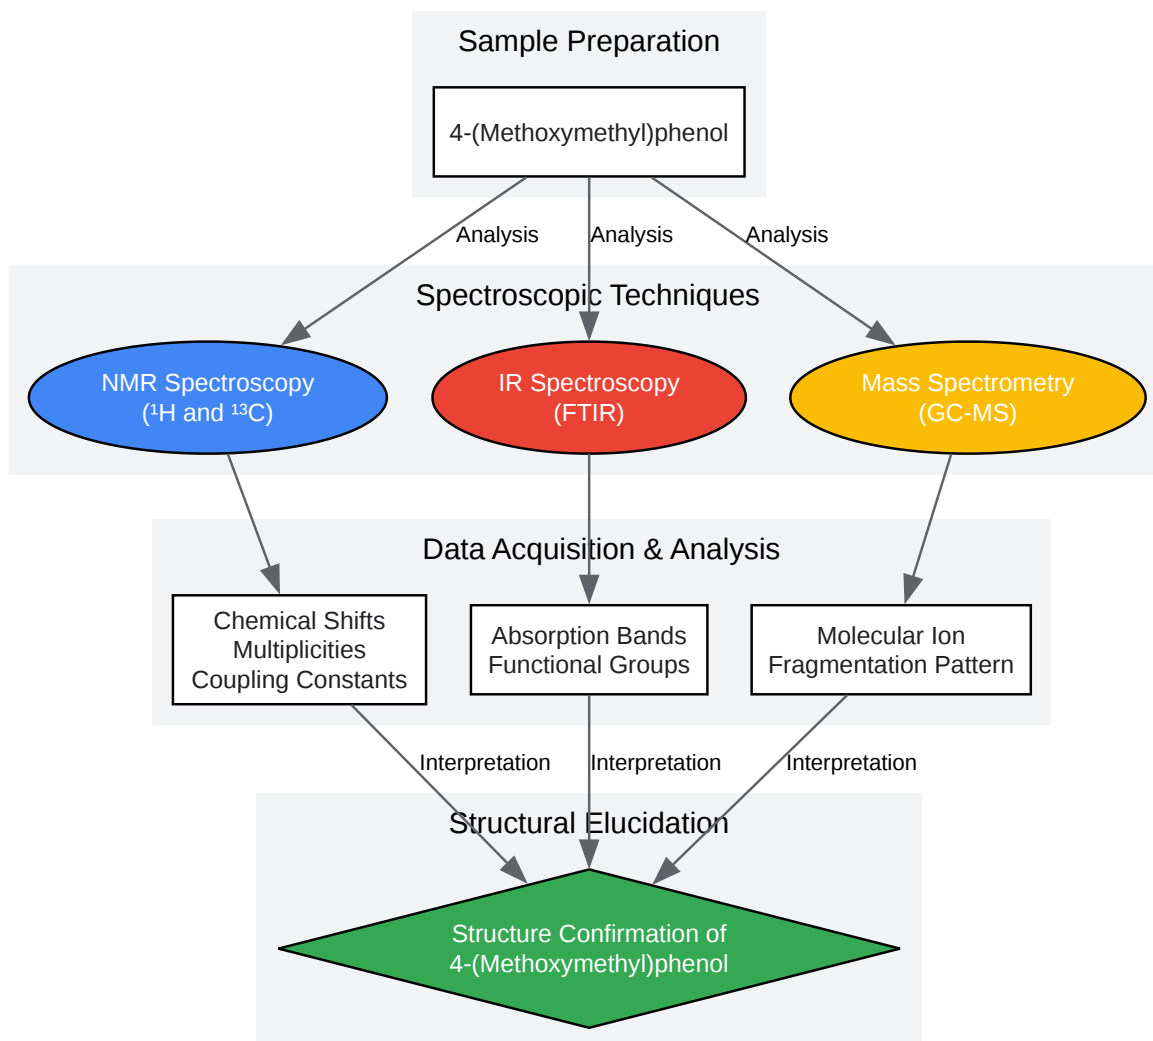 Sample Preparation
4-(Methoxymethyl)phenol
Analysis
Analysis
Analysis
Spectroscopic Techniques
NMR Spectroscopy
(¹H and ¹³C)
IR Spectroscopy
(FTIR)
Mass Spectrometry
(GC-MS)
Data Acquisition & Analysis
Chemical Shifts
Multiplicities
Coupling Constants
Absorption Bands
Functional Groups
Molecular Ion
Fragmentation Pattern
Interpretation
Interpretation
Interpretation
Structural Elucidation
Structure Confirmation of
4-(Methoxymethyl)phenol